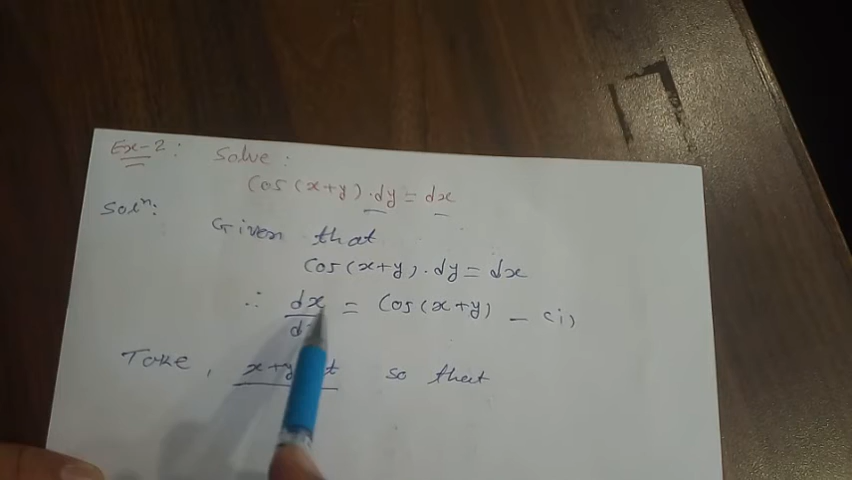 Ex-2: Solve:
Cos(x+y).dy = dx
Solⁿ:
Given that
Cos(x+y).dy = dx
∴ dx = Cos(x+y) - (i)
Take, so that